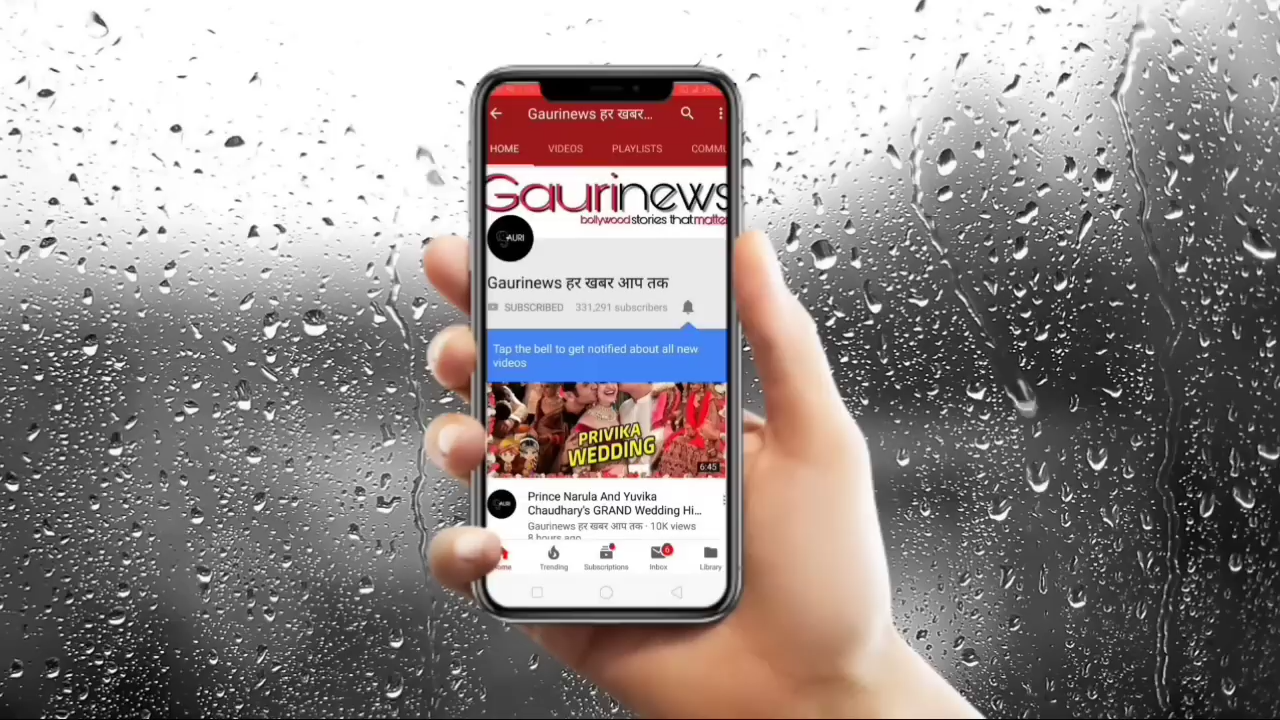 Gaurinews हर खबर...
HOME VIDEOS PLAYLISTS COMMU
Gaurinews
bollywood stories that matter
GAURI
Gaurinews हर खबर आप तक
SUBSCRIBED 331,291 subscribers
Tap the bell to get notified about all new
videos
PRIVIKA
WEDDING
6:45
Prince Narula And Yuvika
Chaudhary's GRAND Wedding Hi...
Gaurinews हर खबर आप तक · 10K views
8 hours ago
6
ome Trending Subscriptions Inbox Library